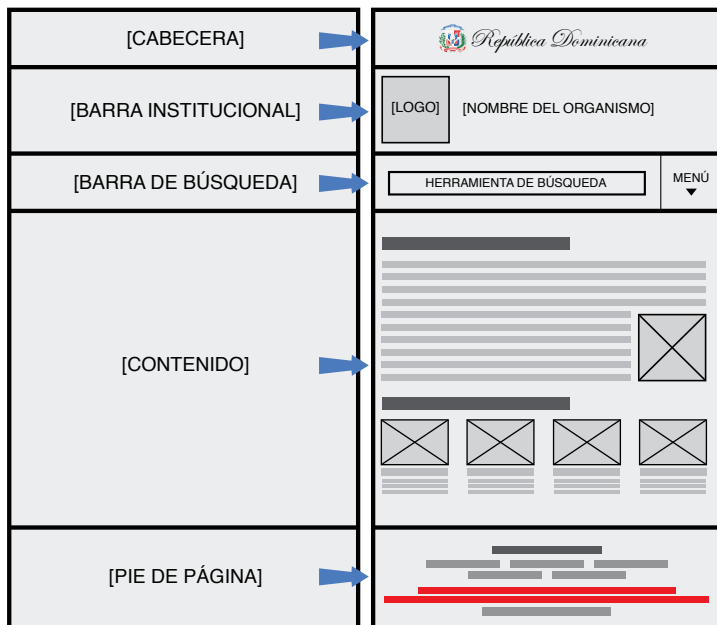 [CABECERA]
República Dominicana
[BARRA INSTITUCIONAL]
[LOGO]
[NOMBRE DEL ORGANISMO]
[BARRA DE BÚSQUEDA]
HERRAMIENTA DE BÚSQUEDA
MENÚ
[CONTENIDO]
[PIE DE PÁGINA]